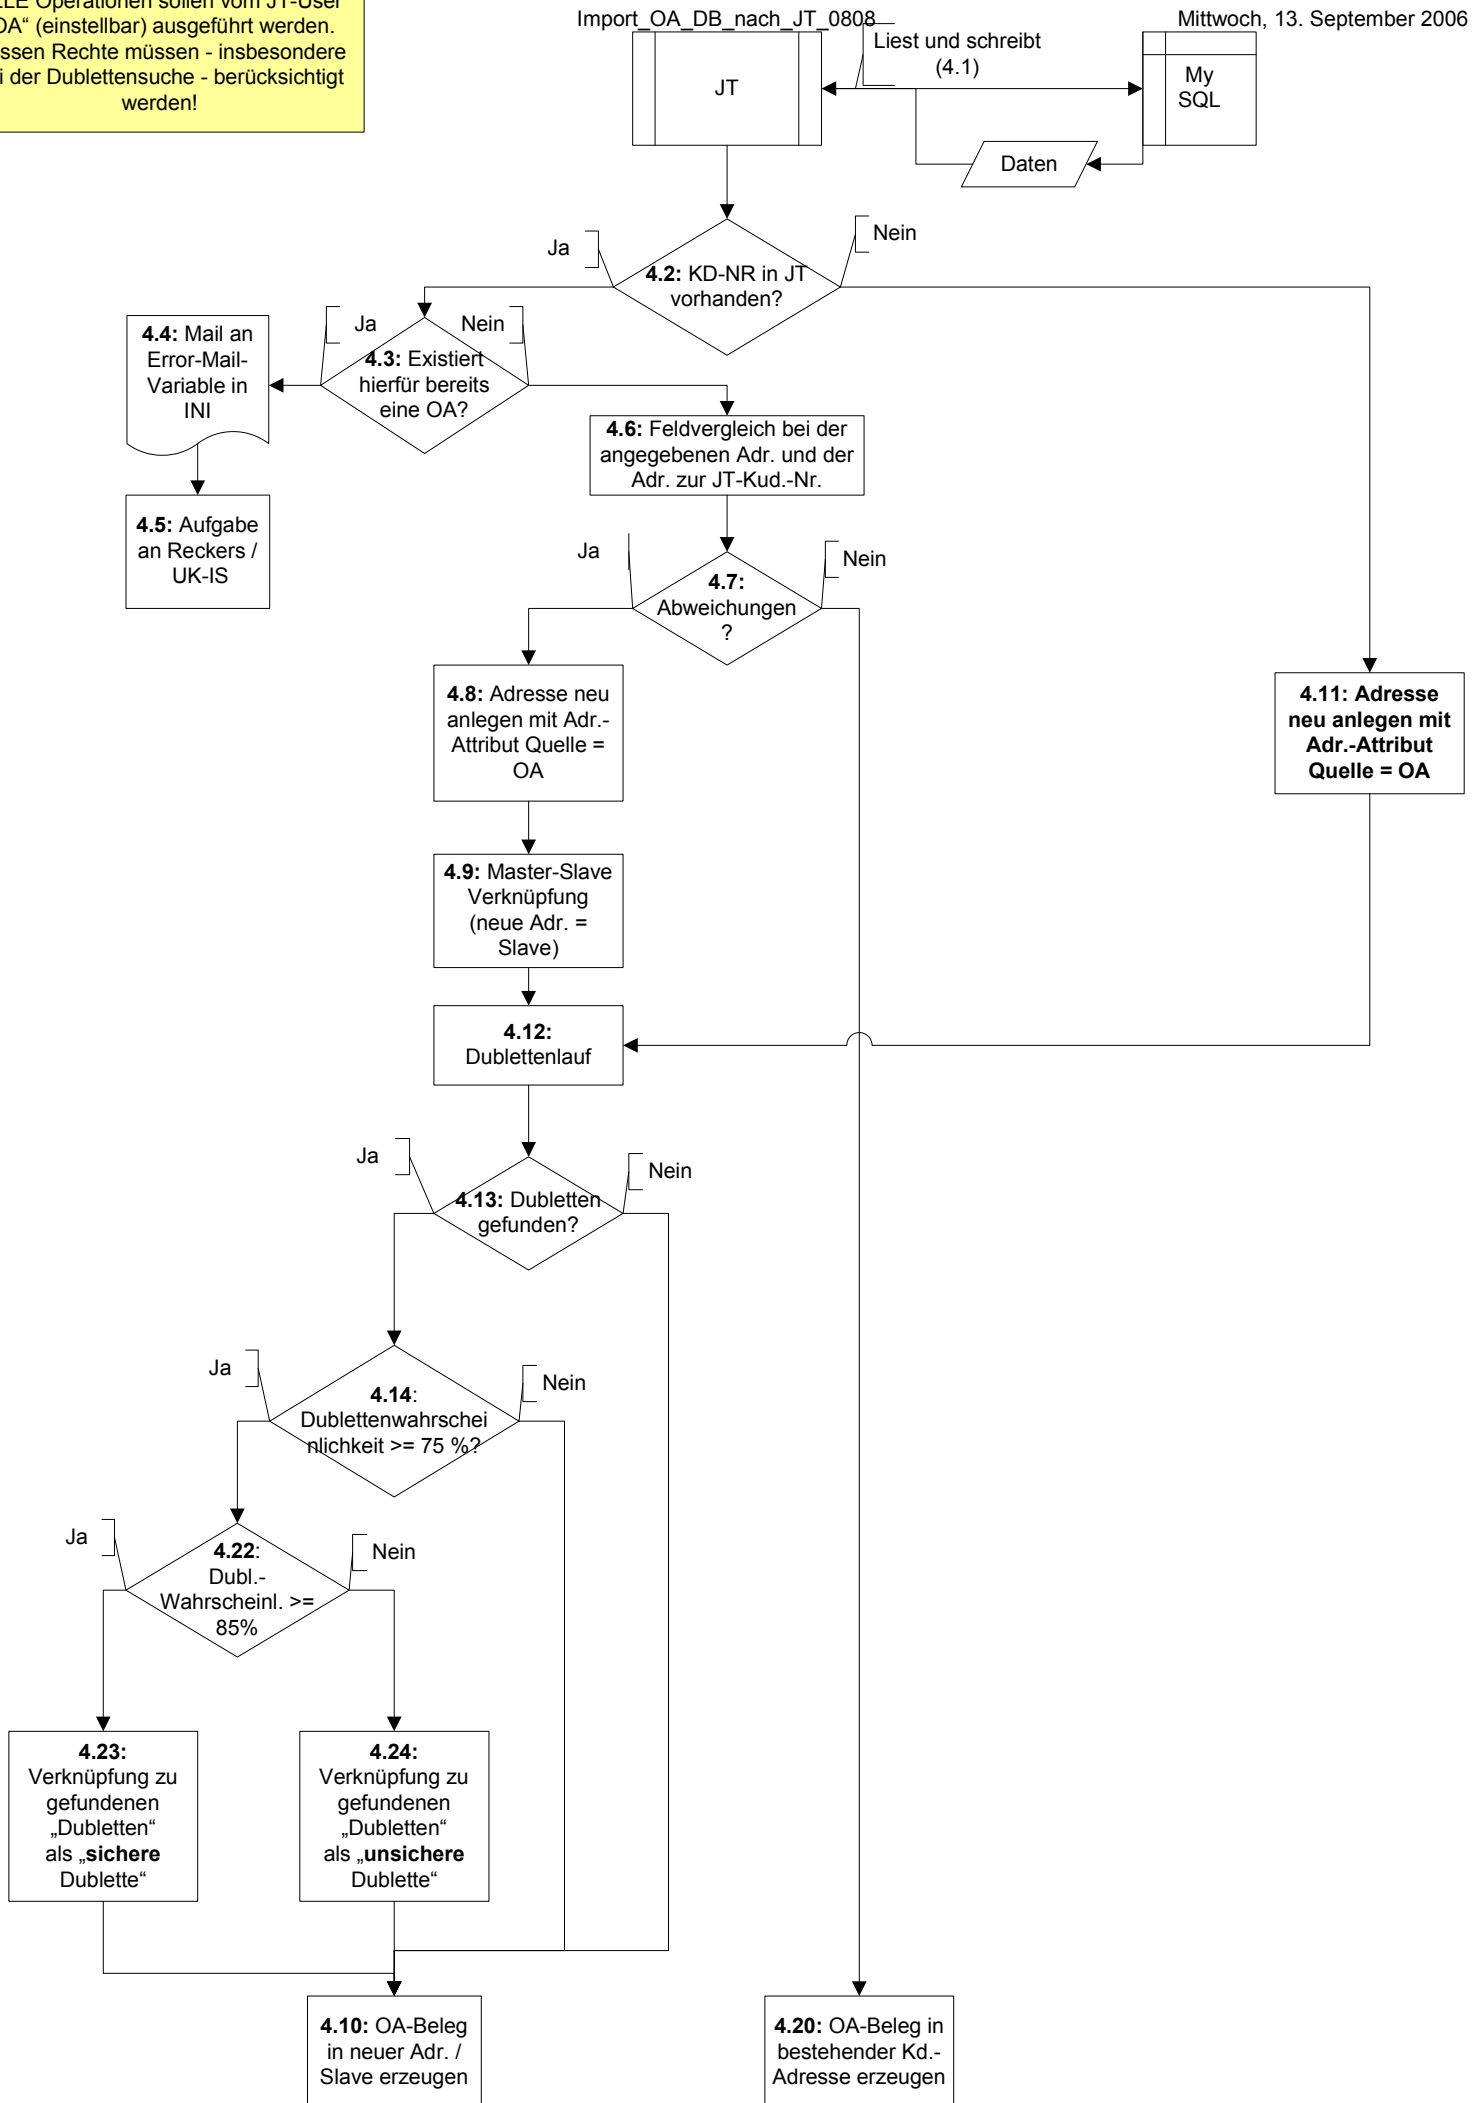 LLE Operationen sollen vom JT-User
OA“ (einstellbar) ausgeführt werden.
ssen Rechte müssen - insbesondere
i der Dublettensuche - berücksichtigt
werden!
Import_OA_DB_nach_JT_0808
Mittwoch, 13. September 2006
JT
Liest und schreibt
(4.1)
My
SQL
Daten
Ja
Nein
4.2: KD-NR in JT
vorhanden?
Ja
Nein
4.3: Existiert
hierfür bereits
eine OA?
4.4: Mail an
Error-Mail-
Variable in
INI
4.5: Aufgabe
an Reckers /
UK-IS
4.6: Feldvergleich bei der
angegebenen Adr. und der
Adr. zur JT-Kud.-Nr.
Ja
Nein
4.7:
Abweichungen
?
4.8: Adresse neu
anlegen mit Adr.-
Attribut Quelle =
OA
4.11: Adresse
neu anlegen mit
Adr.-Attribut
Quelle = OA
4.9: Master-Slave
Verknüpfung
(neue Adr. =
Slave)
4.12:
Dublettenlauf
Ja
Nein
4.13: Dubletten
gefunden?
Ja
Nein
4.14:
Dublettenwahrschei
nlichkeit >= 75 %?
Ja
Nein
4.22:
Dubl.-
Wahrscheinl. >=
85%
4.23:
Verknüpfung zu
gefundenen
„Dubletten“
als „sichere
Dublette“
4.24:
Verknüpfung zu
gefundenen
„Dubletten“
als „unsichere
Dublette“
4.10: OA-Beleg
in neuer Adr. /
Slave erzeugen
4.20: OA-Beleg in
bestehender Kd.-
Adresse erzeugen